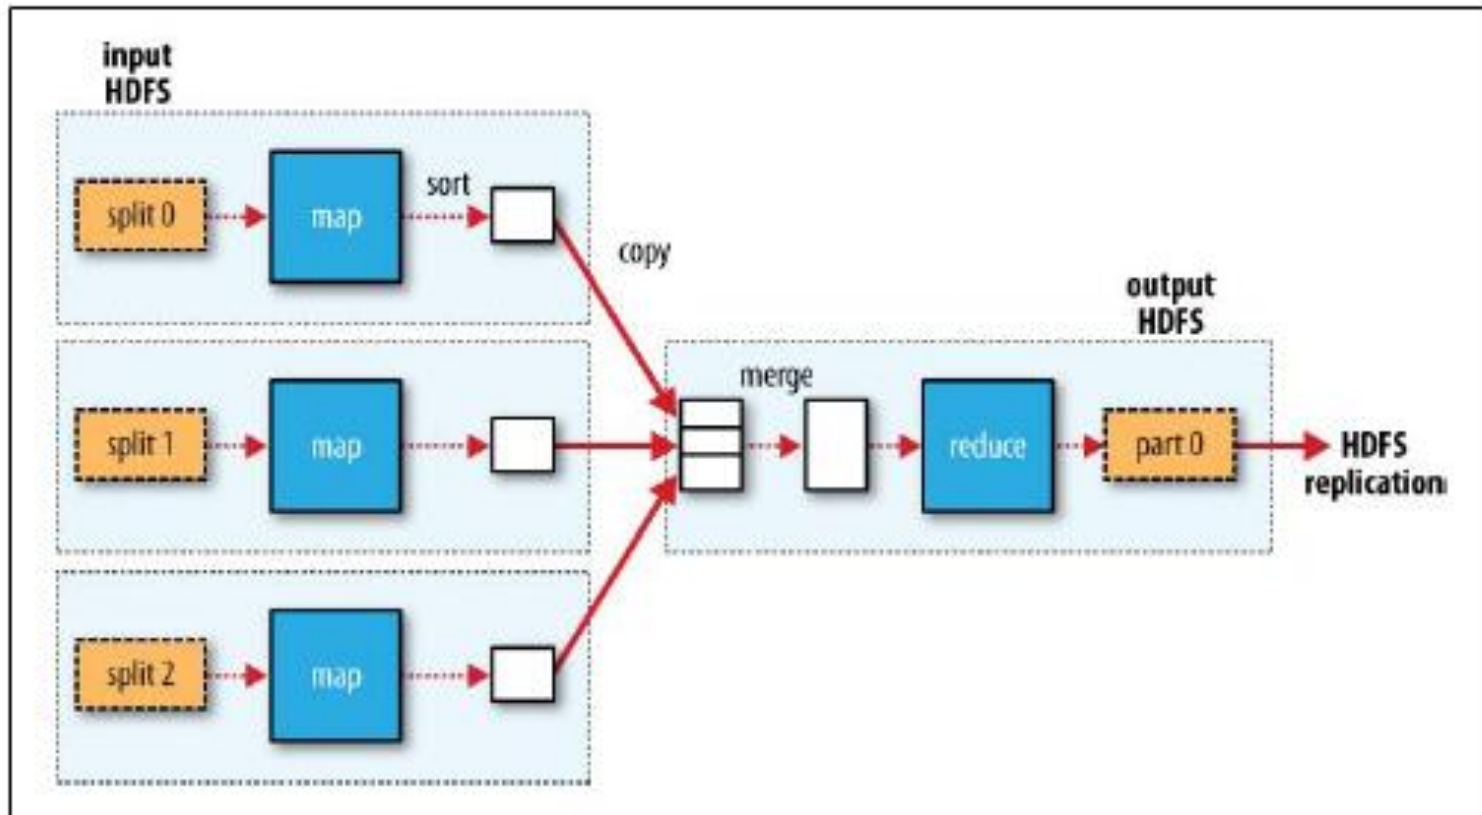 input
HDFS
split 0
map
sort
copy
split 1
map
split 2
map
output
HDFS
merge
reduce
part 0
HDFS
replication